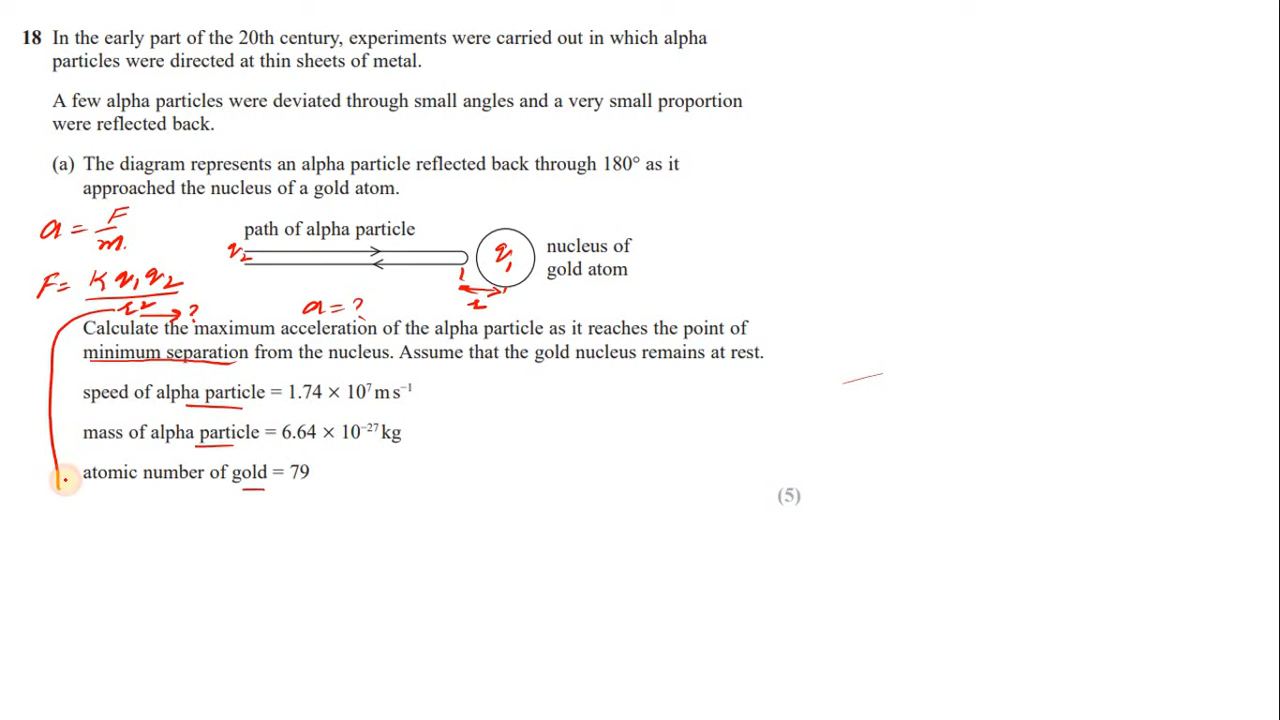 18 In the early part of the 20th century, experiments were carried out in which alpha
particles were directed at thin sheets of metal.
A few alpha particles were deviated through small angles and a very small proportion
were reflected back.
(a) The diagram represents an alpha particle reflected back through 180° as it
approached the nucleus of a gold atom.
a = F/m
path of alpha particle
q2
q1
nucleus of
gold atom
F = K q1 q2 / r² → ?
r
a = ?
Calculate the maximum acceleration of the alpha particle as it reaches the point of
minimum separation from the nucleus. Assume that the gold nucleus remains at rest.
speed of alpha particle = 1.74 × 10⁷ m s⁻¹
mass of alpha particle = 6.64 × 10⁻²⁷ kg
atomic number of gold = 79
(5)